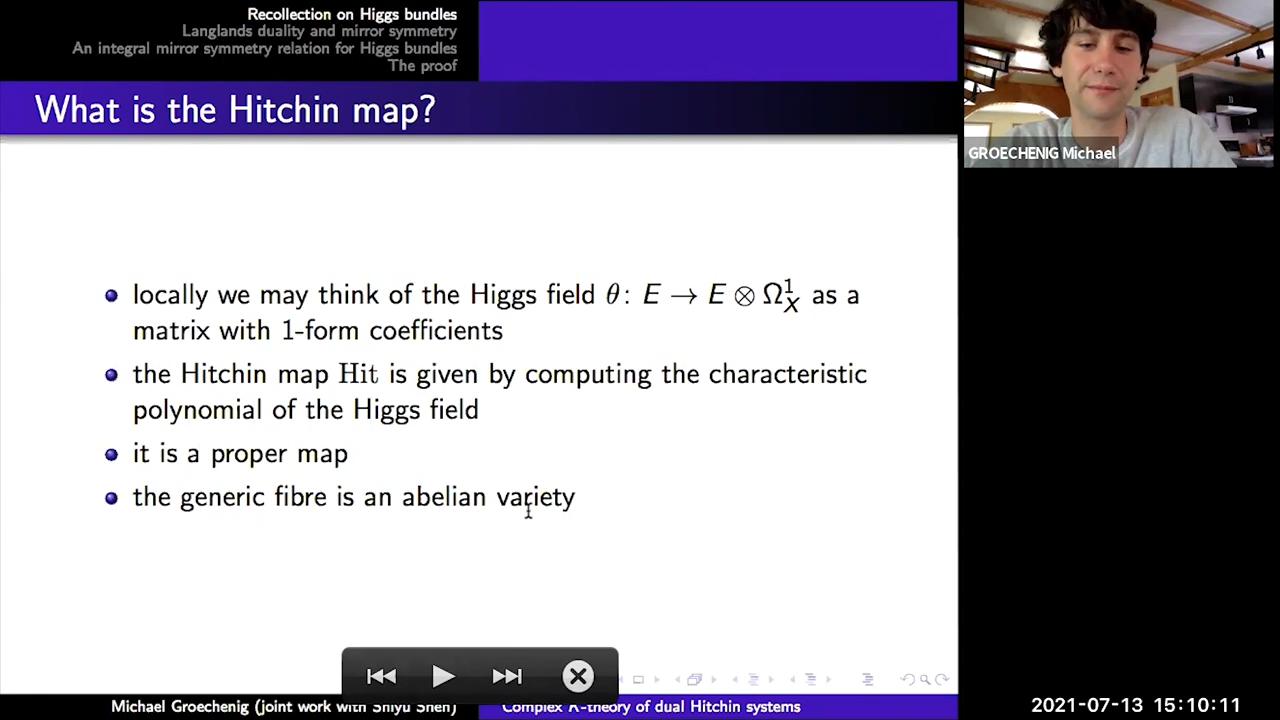 Recollection on Higgs bundles
Langlands duality and mirror symmetry
An integral mirror symmetry relation for Higgs bundles
The proof
What is the Hitchin map?
GROECHENIG Michael
locally we may think of the Higgs field θ: E → E ⊗ Ω¹_X as a
matrix with 1-form coefficients
the Hitchin map Hit is given by computing the characteristic
polynomial of the Higgs field
it is a proper map
the generic fibre is an abelian variety
Michael Groechenig (joint work with Shiyu Shen)
Complex K-theory of dual Hitchin systems
2021-07-13 15:10:11